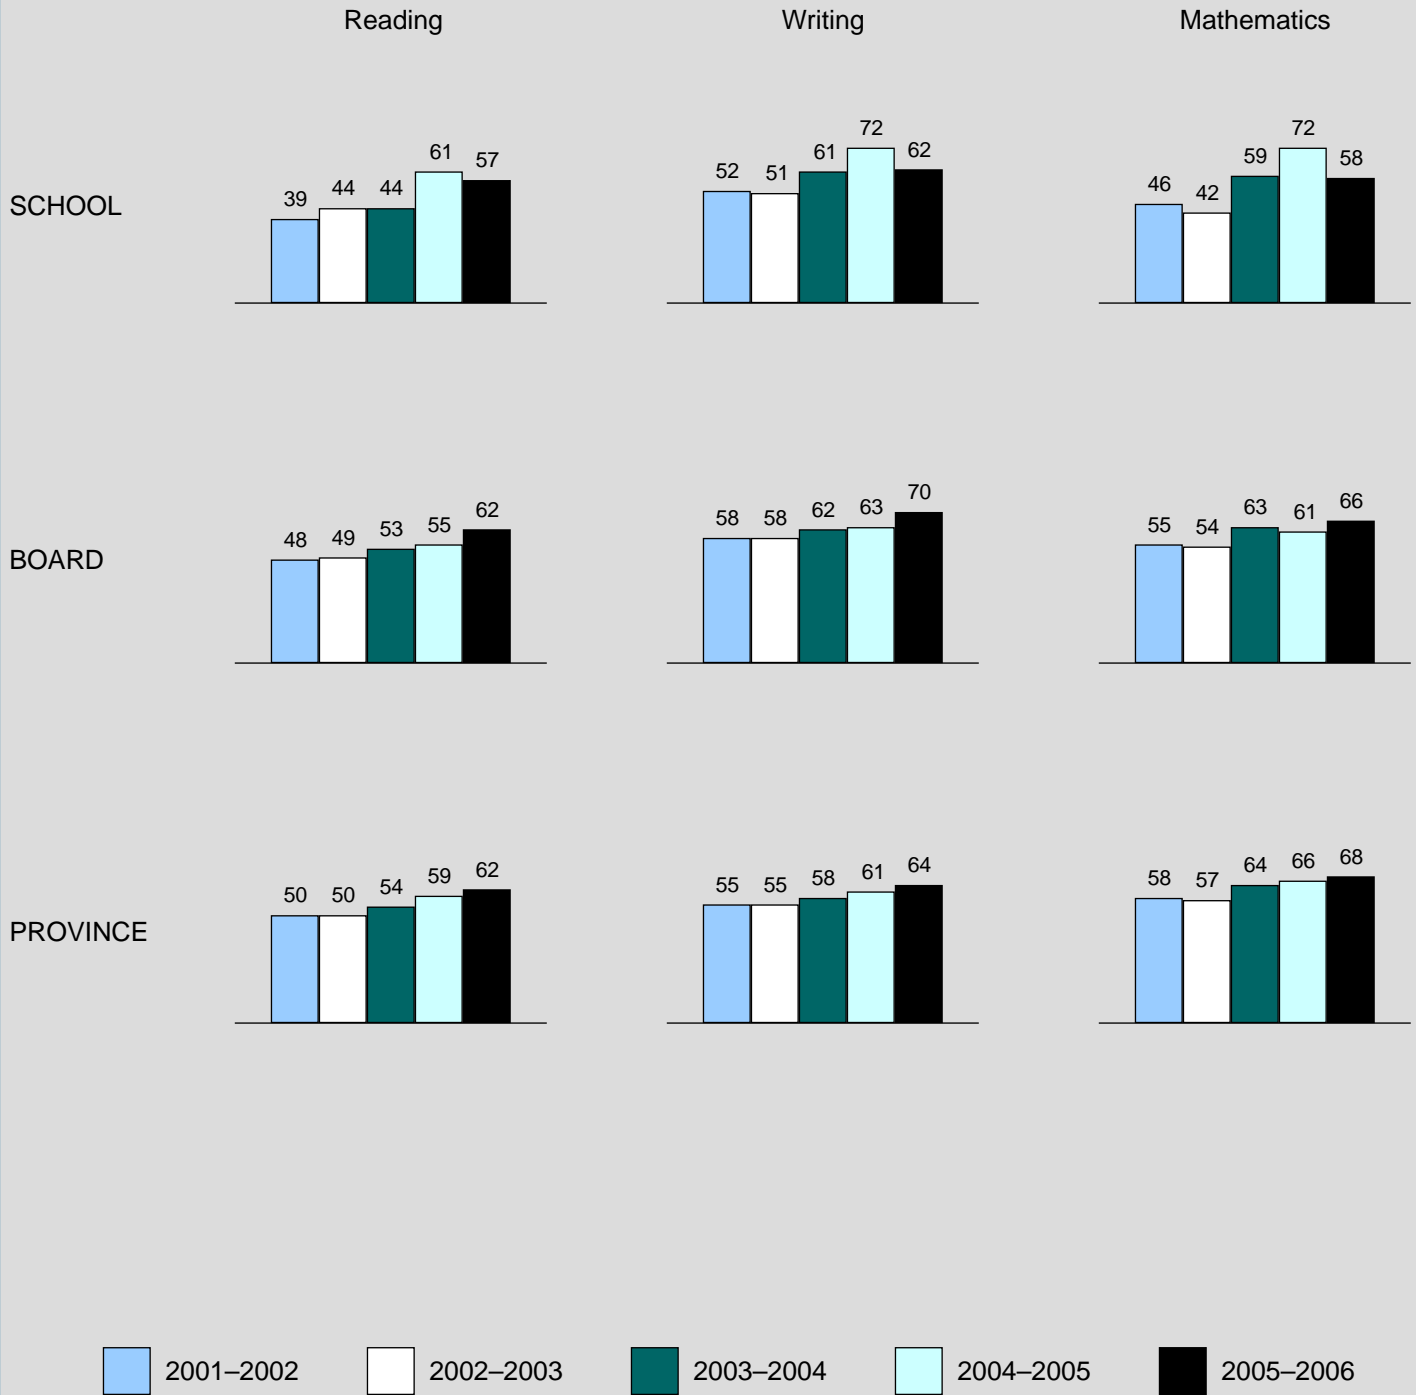 Reading Writing Mathematics
SCHOOL
39 44 44 61 57
52 51 61 72 62
46 42 59 72 58
BOARD
48 49 53 55 62
58 58 62 63 70
55 54 63 61 66
PROVINCE
50 50 54 59 62
55 55 58 61 64
58 57 64 66 68
2001–2002 2002–2003 2003–2004 2004–2005 2005–2006